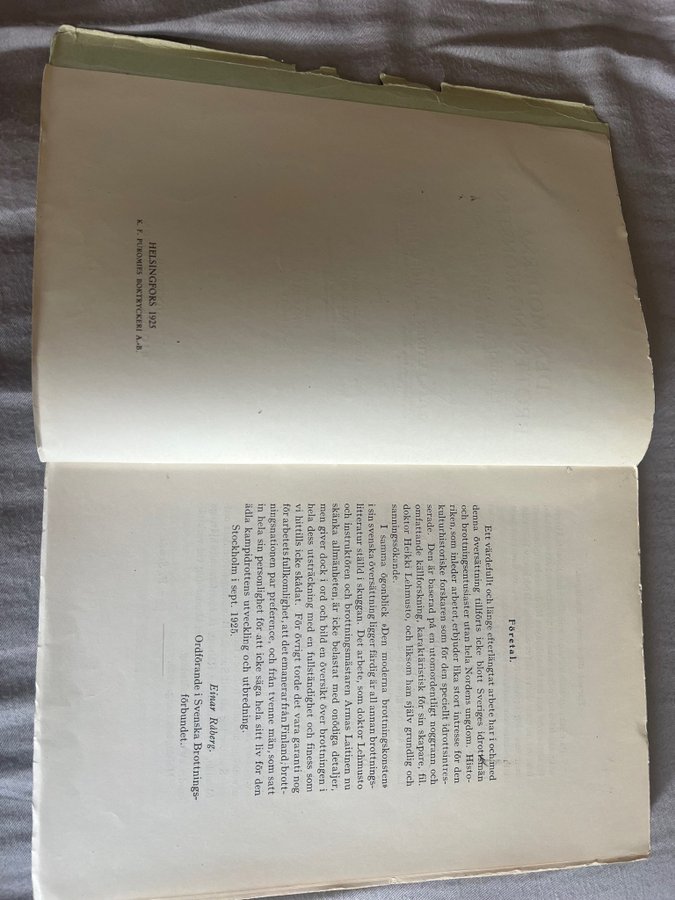 HELSINGFORS 1925
K. F. PUROMIES BOKTRYCKERI A.-B.
Företal.
Ett värdefullt och länge efterlängtat arbete har i och med
denna översättning tillförts icke blott Sveriges idrottsmän
och brottningsentusiaster utan hela Nordens ungdom. Histo-
riken, som inleder arbetet, erbjuder lika stort intresse för den
kulturhistoriske forskaren som för den speciellt idrottsintres-
serade. Den är baserad på en utomordentligt noggrann och
omfattande källforskning, karaktäristisk för sin skapare, fil.
doktor Heikki Lehmusto, och liksom han själv grundlig och
sanningssökande.
I samma ögonblick »Den moderna brottningskonsten»
i sin svenska översättning ligger färdig är all annan brottnings-
litteratur ställd i skuggan. Det arbete, som doktor Lehmusto
och instruktören och brottningsmästaren Armas Laitinen nu
skänka allmänheten, är icke belastat med onödiga detaljer,
men giver dock i ord och bild en översikt över brottningen i
hela dess utsträckning med en fullständighet och finess som
vi hittills icke skådat. För övrigt torde det vara garanti nog
för arbetets fullkomlighet, att det emanerar från Finland, brott-
ningsnationen par preference, och från tvenne män, som satt
in hela sin personlighet för att icke säga hela sitt liv för den
ädla kampidrottens utveckling och utbredning.
Stockholm i sept. 1925.
Einar Råberg.
Ordförande i Svenska Brottnings-
förbundet.